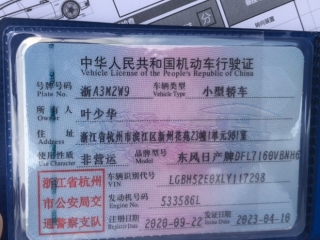 分
中华人民共和国机动车行驶证
Vehicle License of the People's Republic of China
号牌号码 浙A3M2W9 车辆类型 小型轿车
Plate No. Vehicle Type
所有人 叶少华
Owner
住址 浙江省杭州市滨江区新州花苑23幢1单元902室
Address
使用性质 非营运 品牌型号 东风日产牌DFL7160VBNH6
Use Character Model
浙江省杭州市公安局交通警察支队
车辆识别代号 LGBH52E0XLY117298
VIN
发动机号码 533586L
Engine No.
注册日期 2020-09-22 发证日期 2023-04-10
Register Date Issue Date